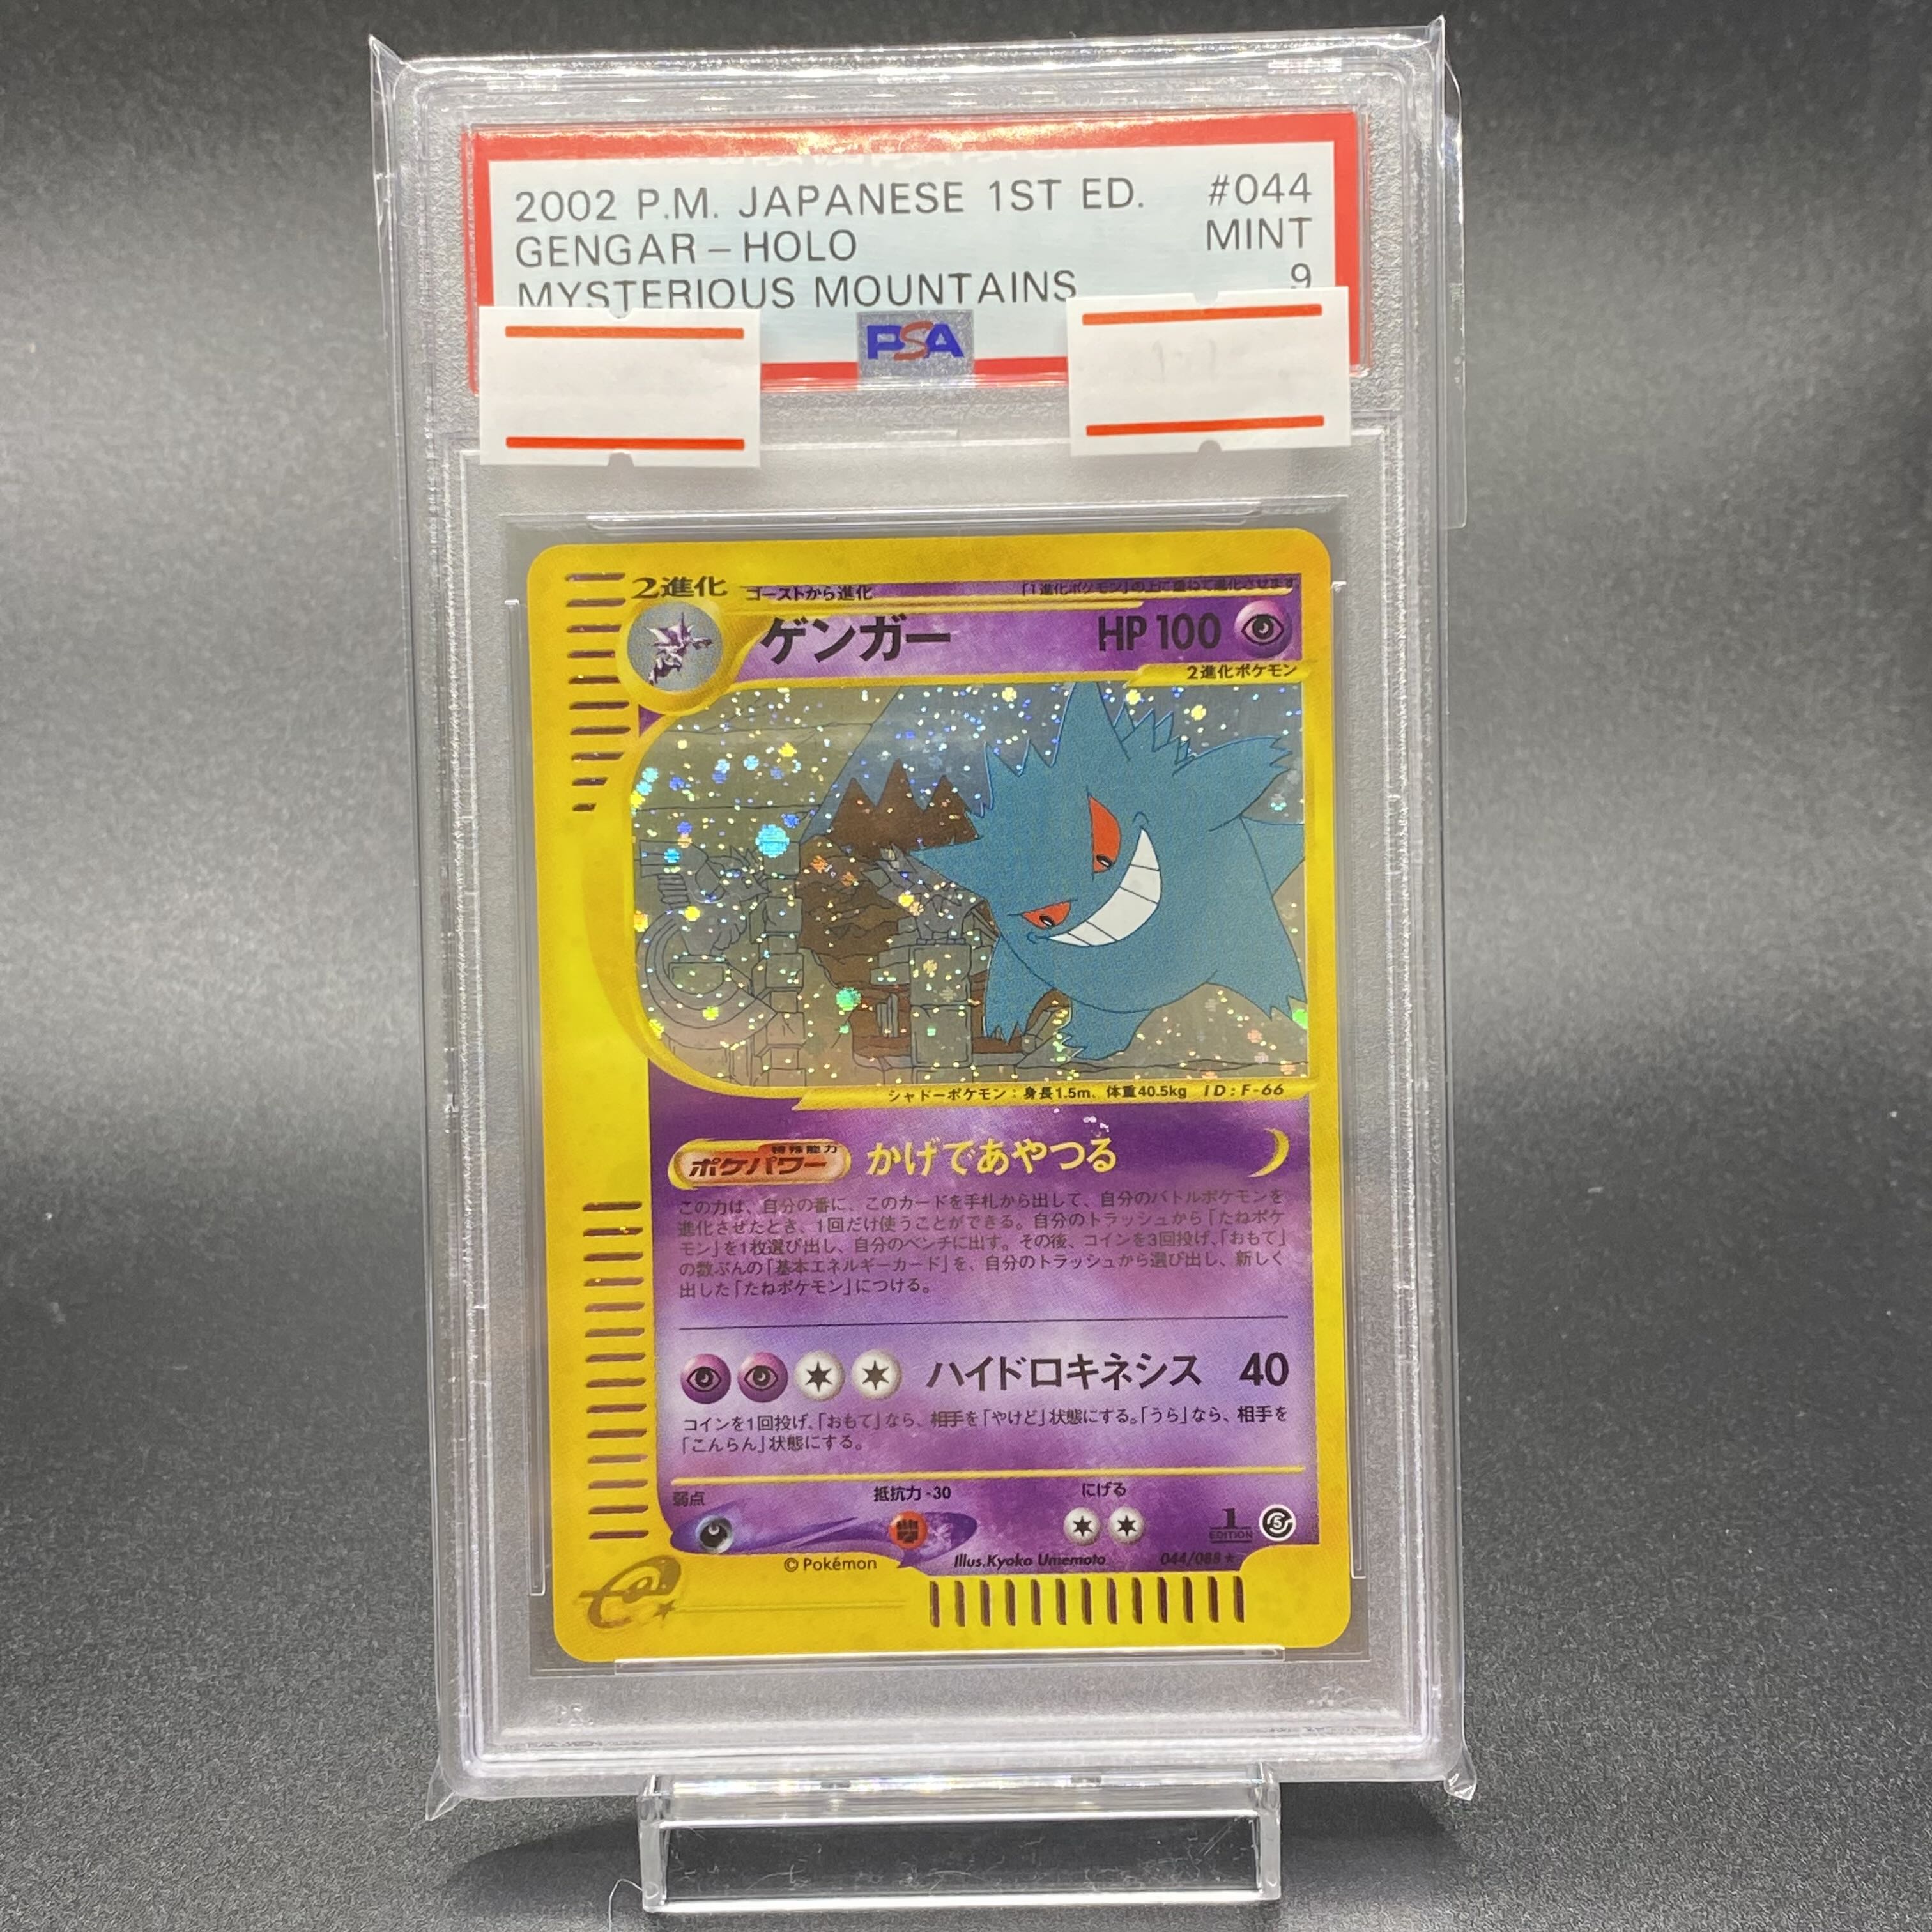 2002 P.M. JAPANESE 1ST ED. #044
GENGAR – HOLO MINT
MYSTERIOUS MOUNTAINS 9
PSA
2進化 ゴーストから進化 「1進化ポケモン」の上に重ねて進化させます
ゲンガー HP 100
2進化ポケモン
シャドーポケモン：身長1.5m、体重40.5kg ID：F-66
特殊能力
ポケパワー かげであやつる
この力は、自分の番に、このカードを手札から出して、自分のバトルポケモンを
進化させたとき、1回だけ使うことができる。自分のトラッシュから「たねポケ
モン」を1枚選び出し、自分のベンチに出す。その後、コインを3回投げ、「おもて」
の数ぶんの「基本エネルギーカード」を、自分のトラッシュから選び出し、新しく
出した「たねポケモン」につける。
ハイドロキネシス 40
コインを1回投げ、「おもて」なら、相手を「やけど」状態にする。「うら」なら、相手を
「こんらん」状態にする。
弱点 抵抗力-30 にげる
1 EDITION 5
©Pokémon Illus.Kyoko Umemoto 044/088★
e